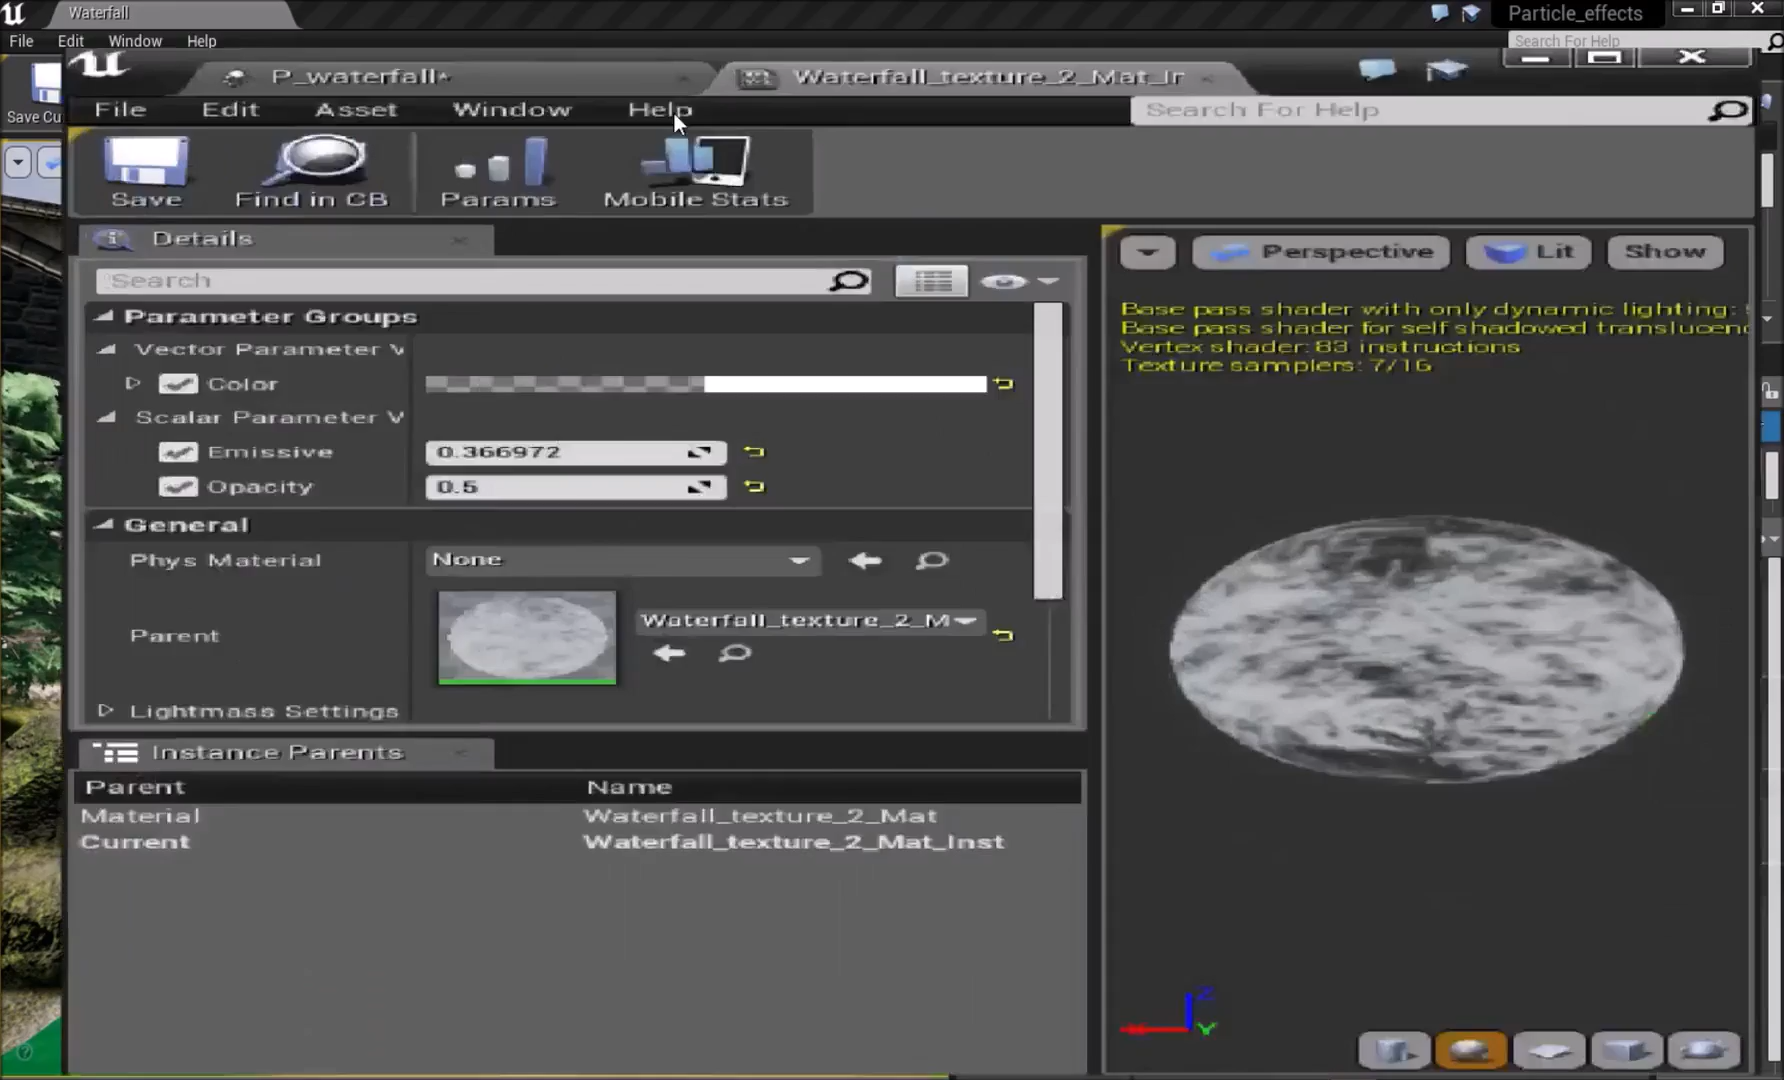 Waterfall
Particle_effects
File Edit Window Help
Search For Help
P_waterfall*
Waterfall_texture_2_Mat_Ir
File Edit Asset Window Help
Search For Help
Save Cu
Save
Find in CB
Params
Mobile Stats
Details
Search
Perspective
Lit
Show
Base pass shader with only dynamic lighting:
Base pass shader for self shadowed translucen
Vertex shader: 83 instructions
Texture samplers: 7/16
Parameter Groups
Vector Parameter V
Color
Scalar Parameter V
Emissive 0.366972
Opacity 0.5
General
Phys Material None
Parent Waterfall_texture_2_M
Lightmass Settings
Instance Parents
Parent Name
Material Waterfall_texture_2_Mat
Current Waterfall_texture_2_Mat_Inst
Z
Y